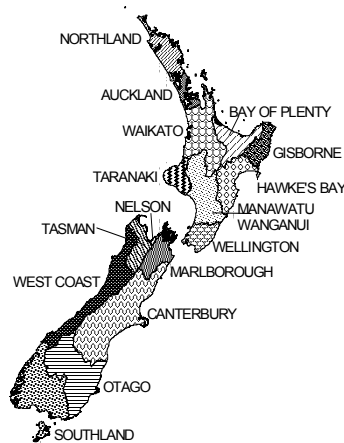 NORTHLAND
AUCKLAND
BAY OF PLENTY
WAIKATO
GISBORNE
TARANAKI
HAWKE'S BAY
NELSON
MANAWATU
WANGANUI
TASMAN
WELLINGTON
WEST COAST
MARLBOROUGH
CANTERBURY
OTAGO
SOUTHLAND